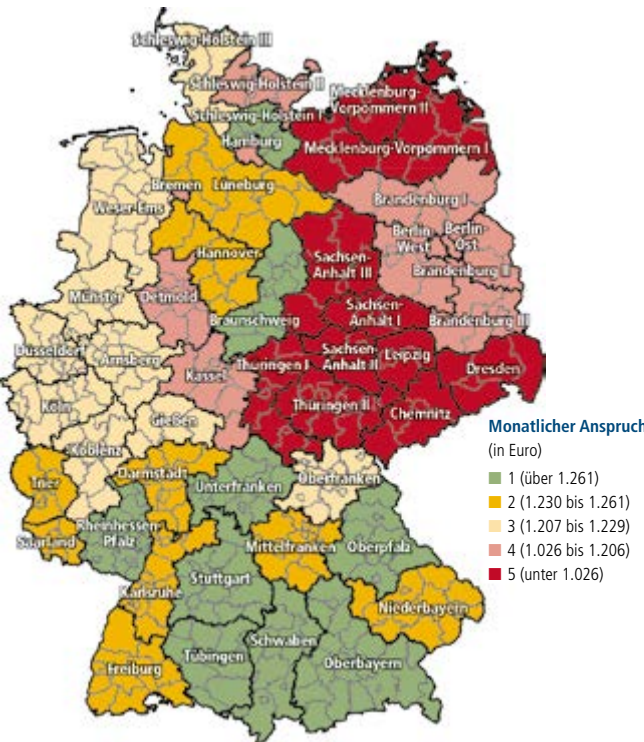 Schleswig-Holstein III
Schleswig-Holstein II
Mecklenburg-
Vorpommern II
Schleswig-Holstein I
Hamburg
Mecklenburg-Vorpommern I
Bremen
Lüneburg
Brandenburg I
Weser-Ems
Berlin-
West
Berlin-
Ost
Hannover
Sachsen-
Anhalt III
Brandenburg II
Münster
Detmold
Braunschweig
Sachsen-
Anhalt I
Brandenburg III
Düsseldorf
Arnsberg
Kassel
Thüringen I
Sachsen-
Anhalt II
Leipzig
Dresden
Köln
Gießen
Thüringen II
Chemnitz
Koblenz
Trier
Darmstadt
Unterfranken
Oberfranken
Rheinhessen-
Pfalz
Saarland
Mittelfranken
Oberpfalz
Karlsruhe
Stuttgart
Niederbayern
Schwaben
Tübingen
Oberbayern
Freiburg
Monatlicher Anspruch
(in Euro)
1 (über 1.261)
2 (1.230 bis 1.261)
3 (1.207 bis 1.229)
4 (1.026 bis 1.206)
5 (unter 1.026)